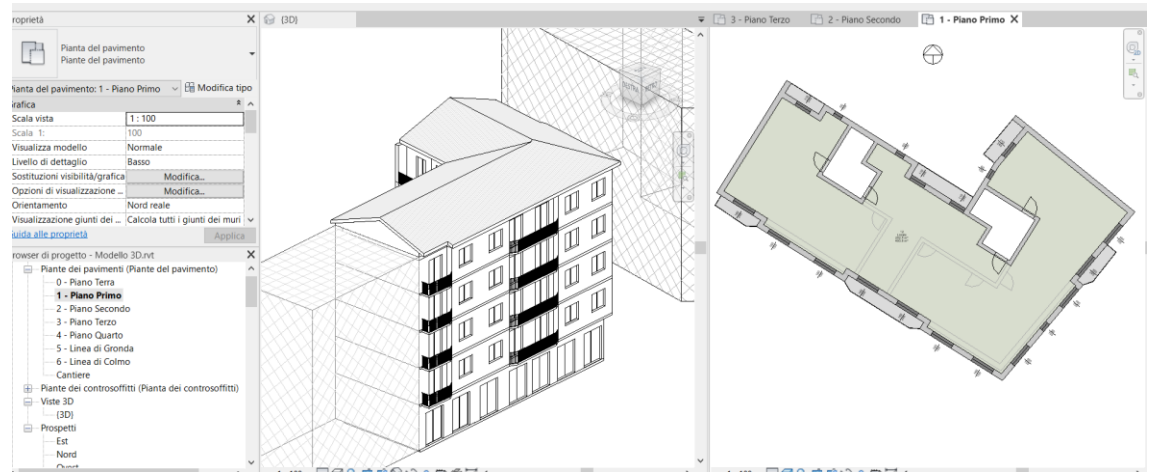 roprietà
Pianta del pavimento
Piante del pavimento
Pianta del pavimento: 1 - Piano Primo
Modifica tipo
rafica
Scala vista 1 : 100
Scala 1: 100
Visualizza modello Normale
Livello di dettaglio Basso
Sostituzioni visibilità/grafica Modifica...
Opzioni di visualizzazione ... Modifica...
Orientamento Nord reale
Visualizzazione giunti dei ... Calcola tutti i giunti dei muri
uida alle proprietà
Applica
rowser di progetto - Modello 3D.rvt
Piante dei pavimenti (Piante del pavimento)
0 - Piano Terra
1 - Piano Primo
2 - Piano Secondo
3 - Piano Terzo
4 - Piano Quarto
5 - Linea di Gronda
6 - Linea di Colmo
Cantiere
Piante dei controsoffitti (Pianta dei controsoffitti)
Viste 3D
{3D}
Prospetti
Est
Nord
Ovest
{3D}
3 - Piano Terzo
2 - Piano Secondo
1 - Piano Primo